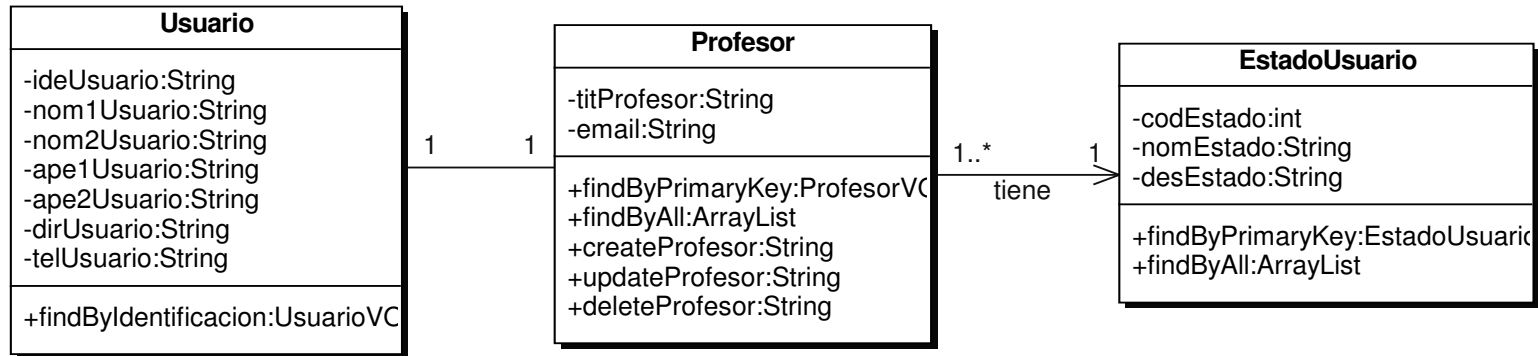 Usuario
-ideUsuario:String
-nom1Usuario:String
-nom2Usuario:String
-ape1Usuario:String
-ape2Usuario:String
-dirUsuario:String
-telUsuario:String
+findByIdentificacion:UsuarioVC
1
1
Profesor
-titProfesor:String
-email:String
+findByPrimaryKey:ProfesorVC
+findByAll:ArrayList
+createProfesor:String
+updateProfesor:String
+deleteProfesor:String
1..*
1
tiene
EstadoUsuario
-codEstado:int
-nomEstado:String
-desEstado:String
+findByPrimaryKey:EstadoUsuario
+findByAll:ArrayList